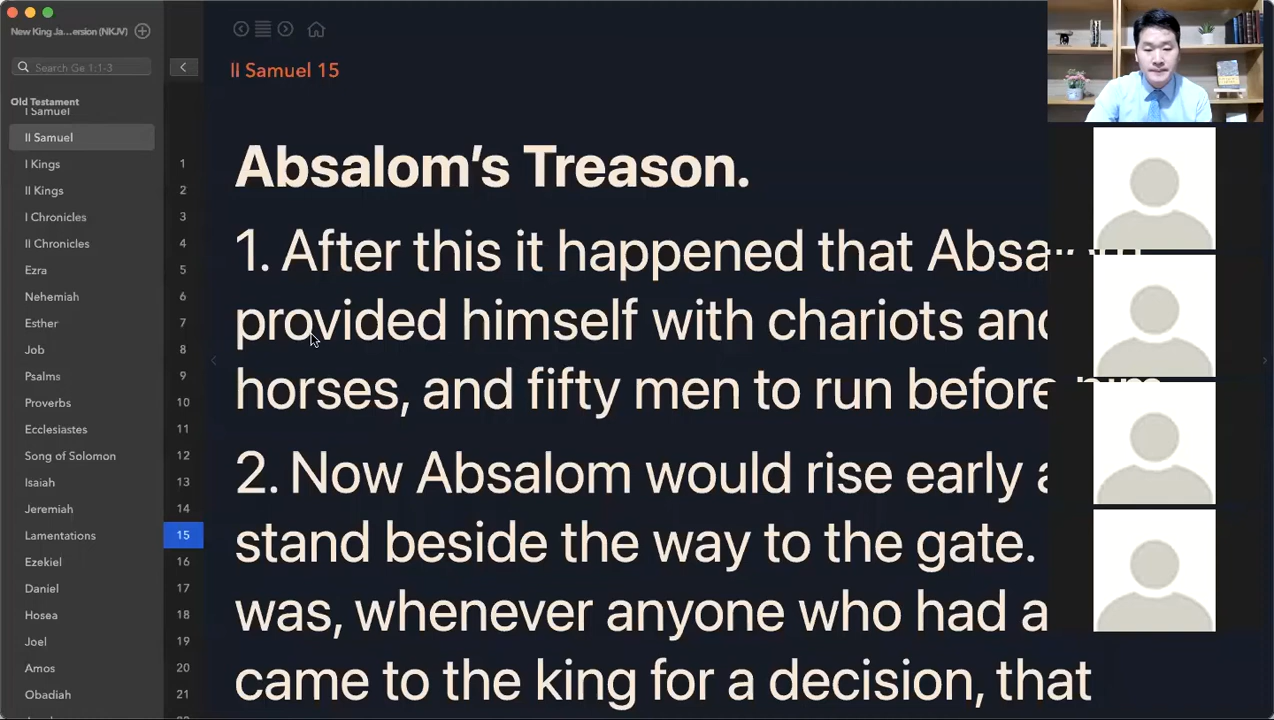 New King Ja...ersion (NKJV)
Search Ge 1:1-3
Old Testament
I Samuel
II Samuel
I Kings
II Kings
I Chronicles
II Chronicles
Ezra
Nehemiah
Esther
Job
Psalms
Proverbs
Ecclesiastes
Song of Solomon
Isaiah
Jeremiah
Lamentations
Ezekiel
Daniel
Hosea
Joel
Amos
Obadiah
1
2
3
4
5
6
7
8
9
10
11
12
13
14
15
16
17
18
19
20
21
II Samuel 15
Absalom’s Treason.
1. After this it happened that
provided himself with chariots
horses, and fifty men to run before
2. Now Absalom would rise early
stand beside the way to the gate.
was, whenever anyone who had a
came to the king for a decision, that